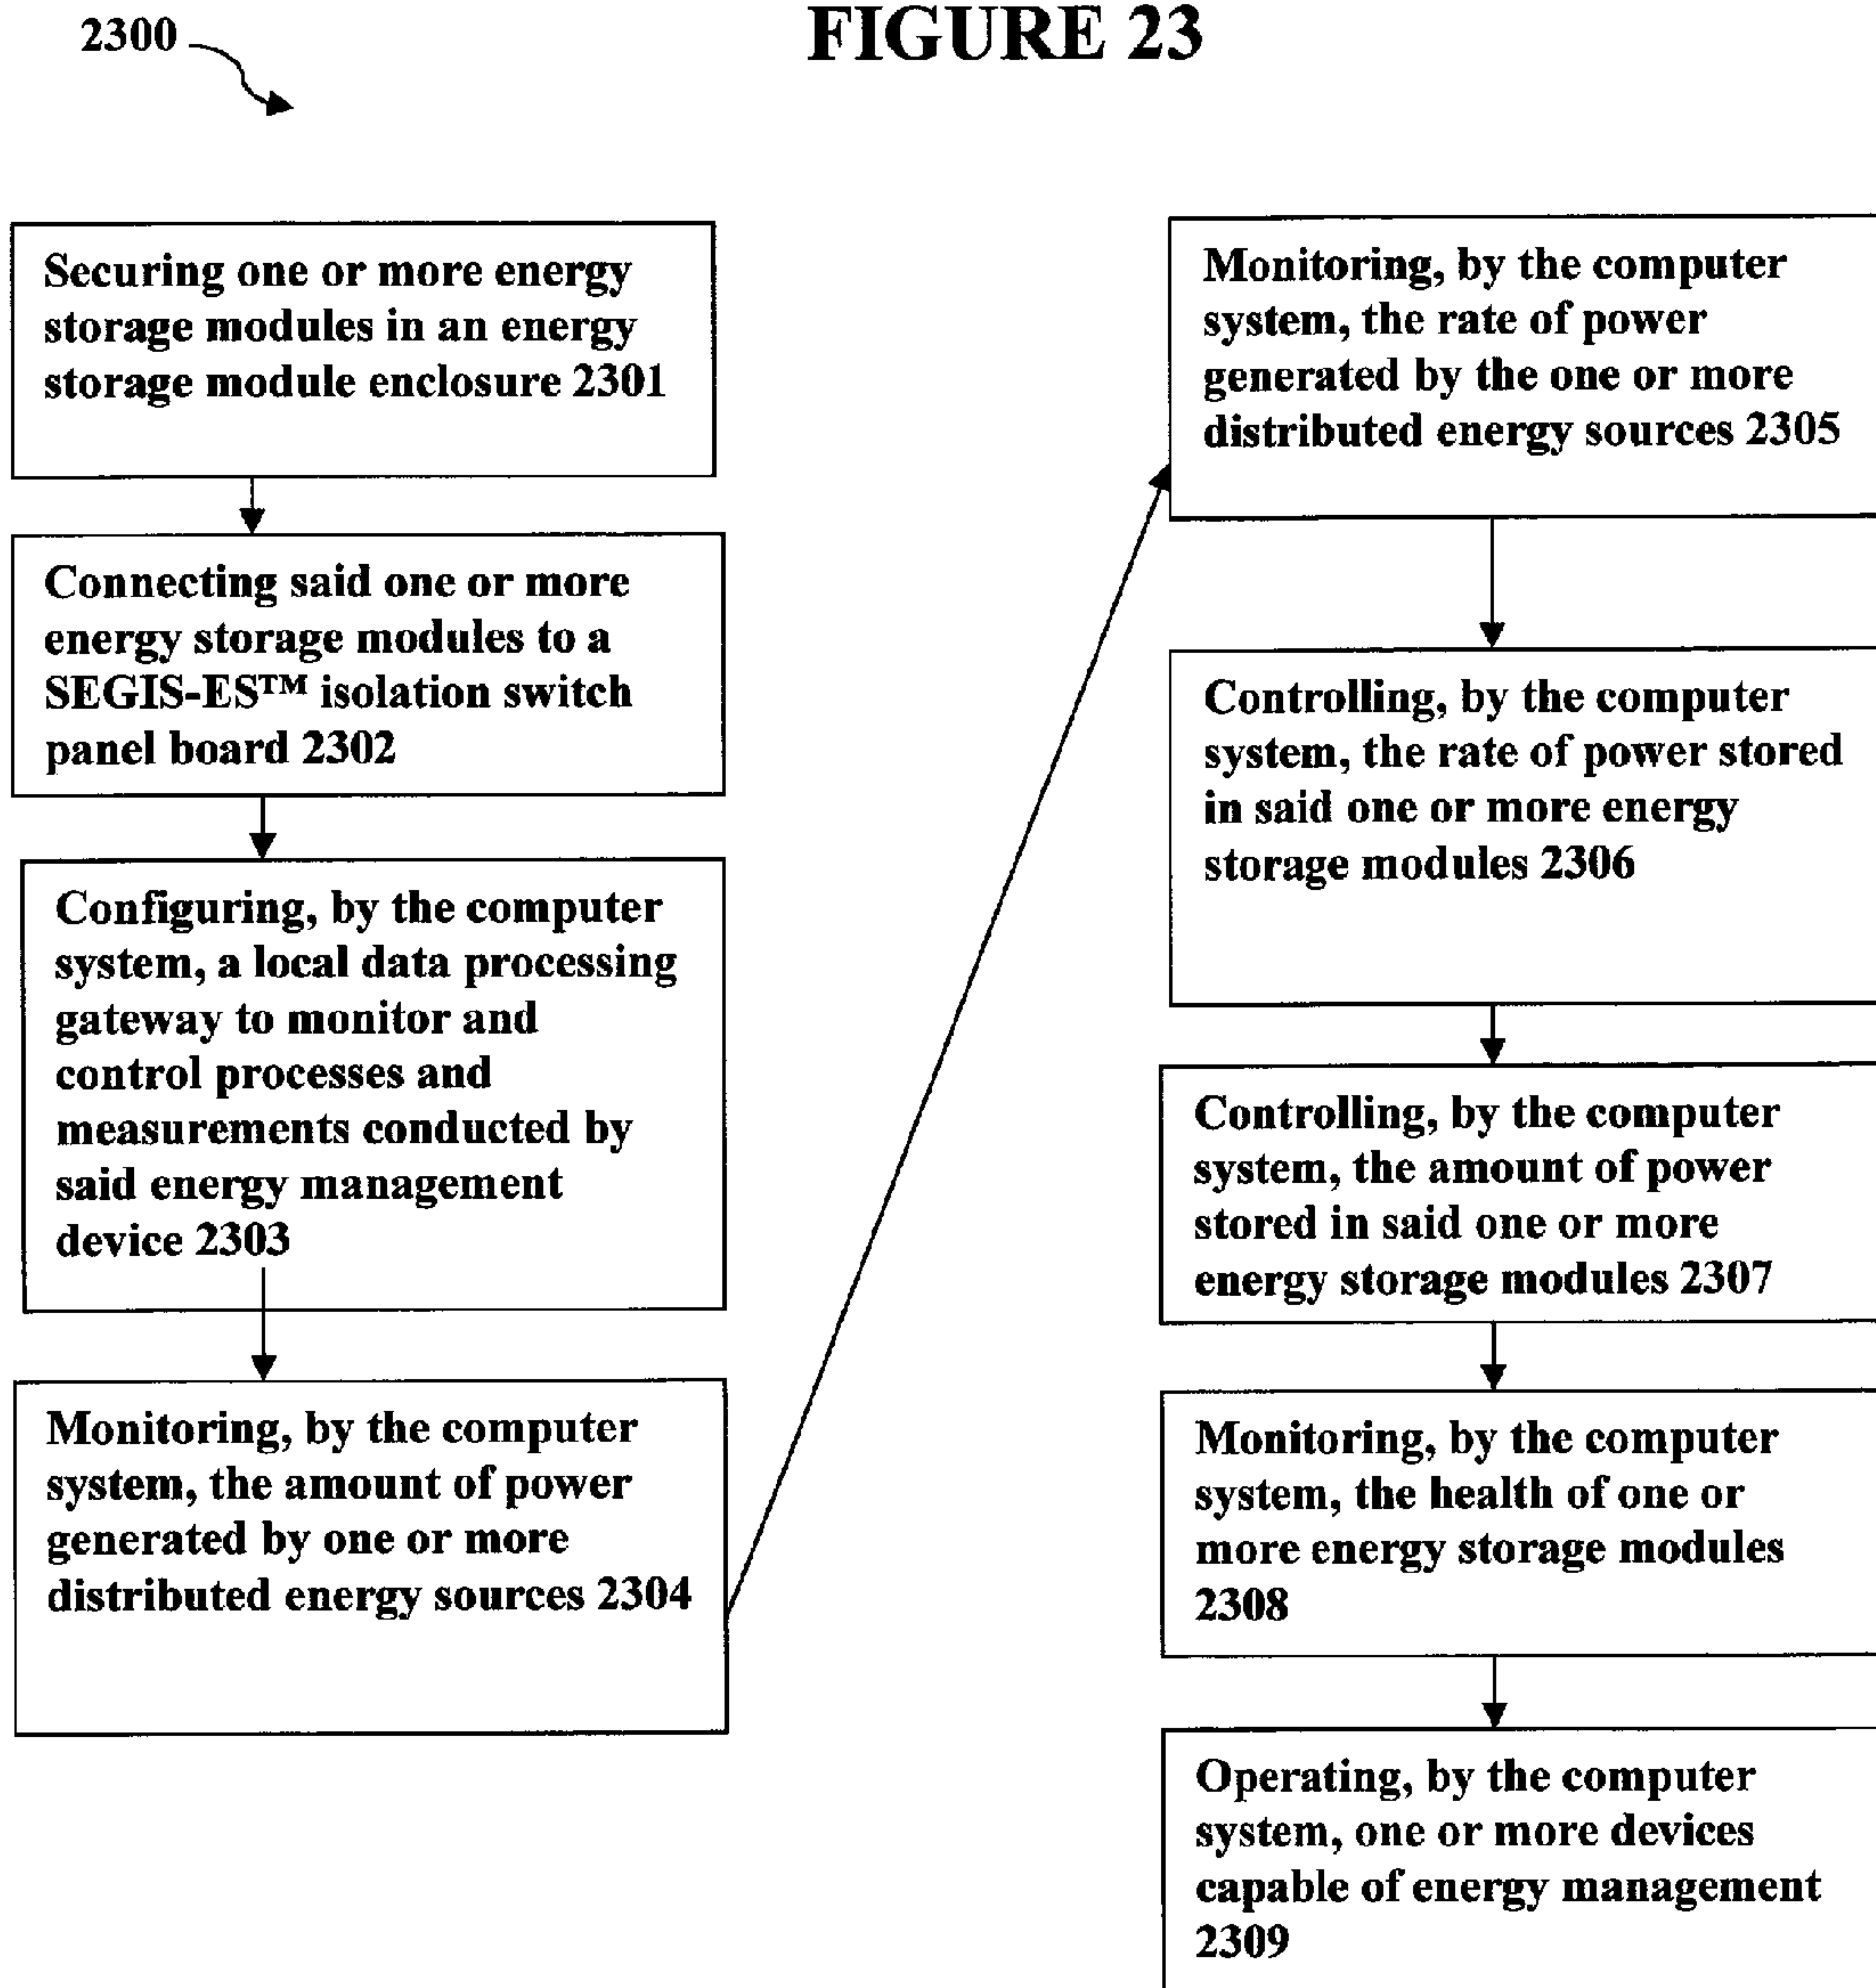 2300
FIGURE 23
Securing one or more energy
storage modules in an energy
storage module enclosure 2301
Connecting said one or more
energy storage modules to a
SEGIS-ES™ isolation switch
panel board 2302
Configuring, by the computer
system, a local data processing
gateway to monitor and
control processes and
measurements conducted by
said energy management
device 2303
Monitoring, by the computer
system, the amount of power
generated by one or more
distributed energy sources 2304
Monitoring, by the computer
system, the rate of power
generated by the one or more
distributed energy sources 2305
Controlling, by the computer
system, the rate of power stored
in said one or more energy
storage modules 2306
Controlling, by the computer
system, the amount of power
stored in said one or more
energy storage modules 2307
Monitoring, by the computer
system, the health of one or
more energy storage modules
2308
Operating, by the computer
system, one or more devices
capable of energy management
2309